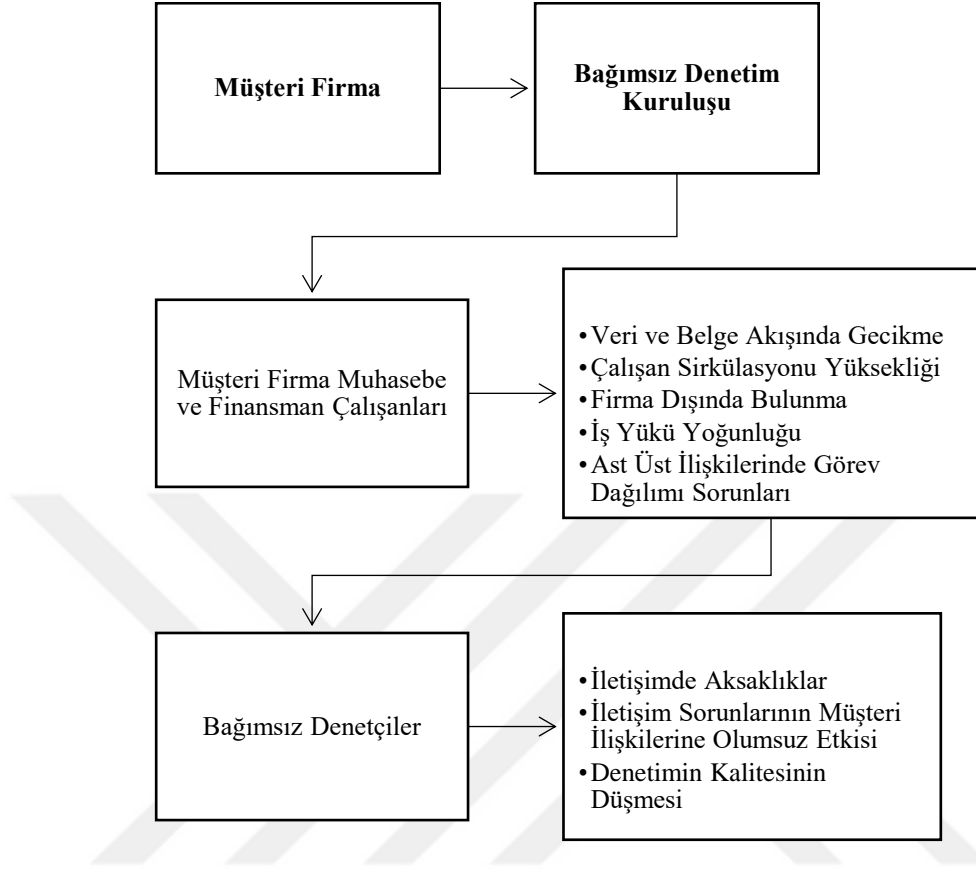 Müşteri Firma
Bağımsız Denetim
Kuruluşu
Müşteri Firma Muhasebe
ve Finansman Çalışanları
•Veri ve Belge Akışında Gecikme
•Çalışan Sirkülasyonu Yüksekliği
•Firma Dışında Bulunma
•İş Yükü Yoğunluğu
•Ast Üst İlişkilerinde Görev
Dağılımı Sorunları
Bağımsız Denetçiler
•İletişimde Aksaklıklar
•İletişim Sorunlarının Müşteri
İlişkilerine Olumsuz Etkisi
•Denetimin Kalitesinin
Düşmesi